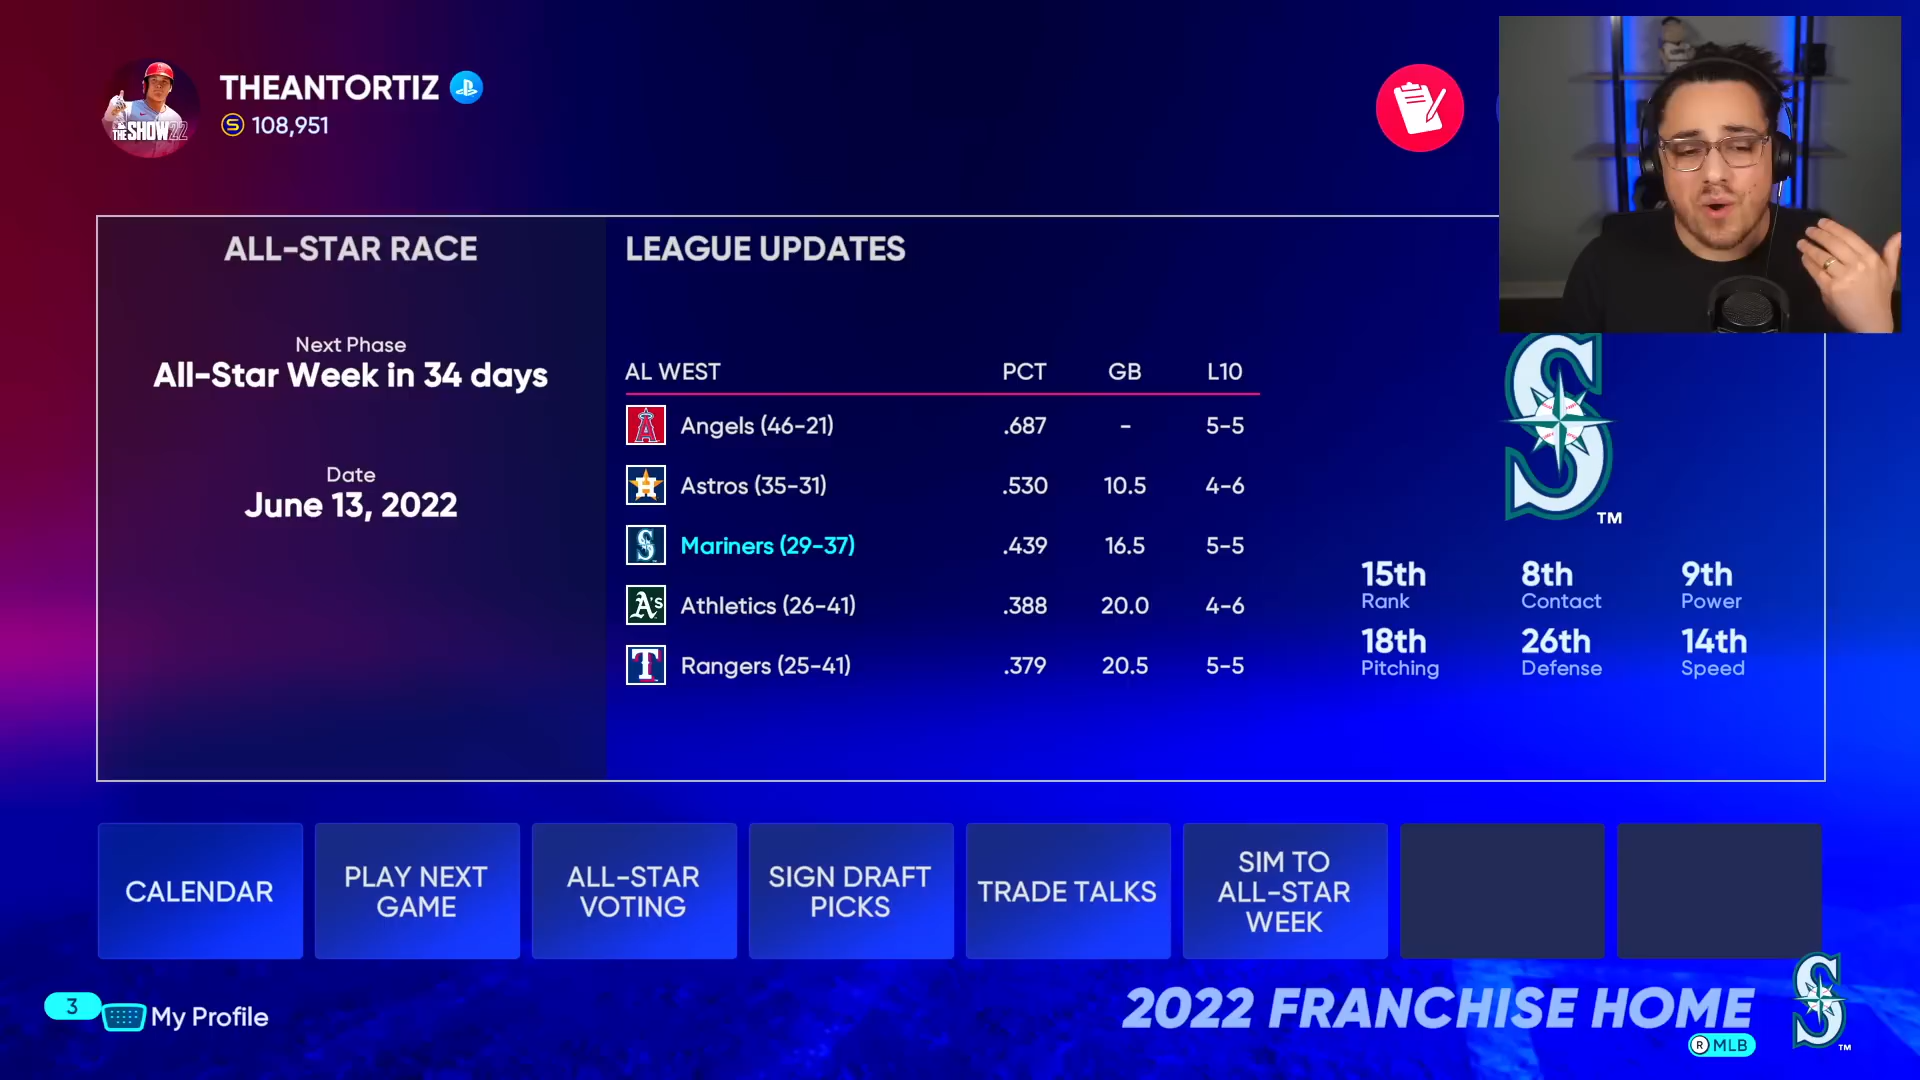 THEANTORTIZ
108,951
THE SHOW 22
ALL-STAR RACE
Next Phase
All-Star Week in 34 days
Date
June 13, 2022
LEAGUE UPDATES
AL WEST PCT GB L10
Angels (46-21) .687 - 5-5
Astros (35-31) .530 10.5 4-6
Mariners (29-37) .439 16.5 5-5
Athletics (26-41) .388 20.0 4-6
Rangers (25-41) .379 20.5 5-5
TM
15th 8th 9th
Rank Contact Power
18th 26th 14th
Pitching Defense Speed
CALENDAR
PLAY NEXT
GAME
ALL-STAR
VOTING
SIGN DRAFT
PICKS
TRADE TALKS
SIM TO
ALL-STAR
WEEK
3 My Profile
2022 FRANCHISE HOME
R MLB
TM